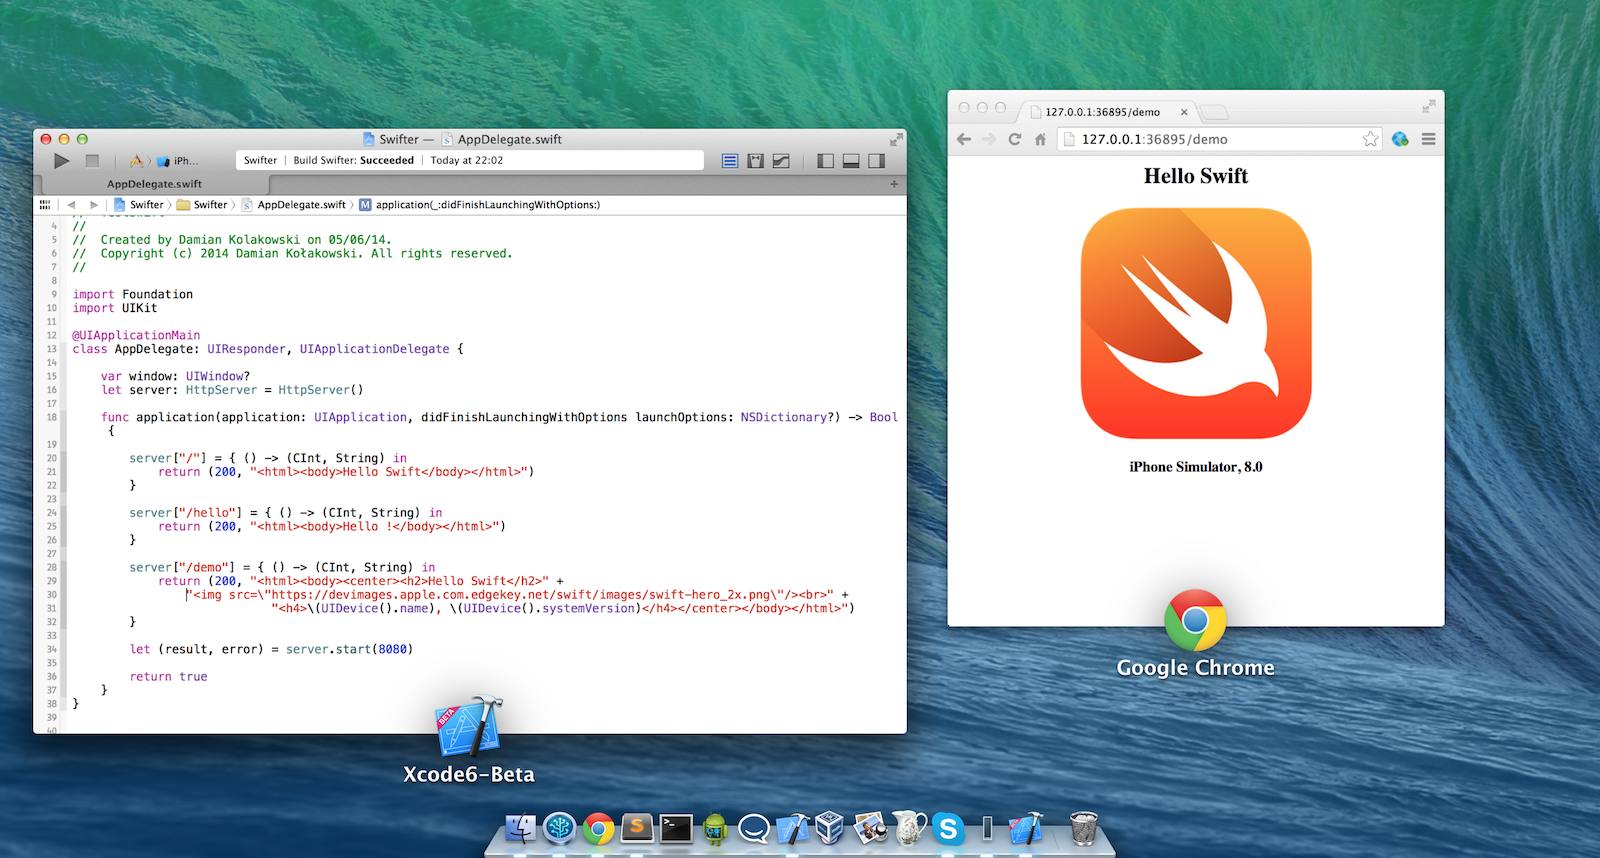 Swifter — AppDelegate.swift
iPh...
Swifter | Build Swifter: Succeeded | Today at 22:02
AppDelegate.swift
Swifter
Swifter
AppDelegate.swift
M application(_:didFinishLaunchingWithOptions:)
4 //
5 //  Created by Damian Kolakowski on 05/06/14.
6 //  Copyright (c) 2014 Damian Kołakowski. All rights reserved.
7 //
8
9 import Foundation
10 import UIKit
11
12 @UIApplicationMain
13 class AppDelegate: UIResponder, UIApplicationDelegate {
14
15     var window: UIWindow?
16     let server: HttpServer = HttpServer()
17
18     func application(application: UIApplication, didFinishLaunchingWithOptions launchOptions: NSDictionary?) -> Bool
{
19
20         server["/"] = { () -> (CInt, String) in
21             return (200, "<html><body>Hello Swift</body></html>")
22         }
23
24         server["/hello"] = { () -> (CInt, String) in
25             return (200, "<html><body>Hello !</body></html>")
26         }
27
28         server["/demo"] = { () -> (CInt, String) in
29             return (200, "<html><body><center><h2>Hello Swift</h2>" +
30                 "<img src=\"https://devimages.apple.com.edgekey.net/swift/images/swift-hero_2x.png\"/><br>" +
31                             "<h4>\(UIDevice().name), \(UIDevice().systemVersion)</h4></center></body></html>")
32         }
33
34         let (result, error) = server.start(8080)
35
36         return true
37     }
38 }
39
40
BETA
Xcode6-Beta
127.0.0.1:36895/demo
127.0.0.1:36895/demo
Hello Swift
iPhone Simulator, 8.0
Google Chrome